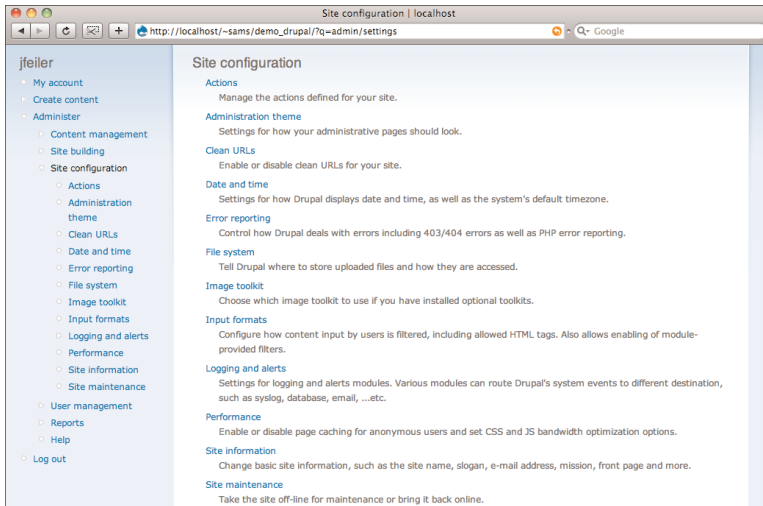 Site configuration | localhost
http://localhost/~sams/demo_drupal/?q=admin/settings
Google
jfeiler
My account
Create content
Administer
Content management
Site building
Site configuration
Actions
Administration
theme
Clean URLs
Date and time
Error reporting
File system
Image toolkit
Input formats
Logging and alerts
Performance
Site information
Site maintenance
User management
Reports
Help
Log out
Site configuration
Actions
Manage the actions defined for your site.
Administration theme
Settings for how your administrative pages should look.
Clean URLs
Enable or disable clean URLs for your site.
Date and time
Settings for how Drupal displays date and time, as well as the system's default timezone.
Error reporting
Control how Drupal deals with errors including 403/404 errors as well as PHP error reporting.
File system
Tell Drupal where to store uploaded files and how they are accessed.
Image toolkit
Choose which image toolkit to use if you have installed optional toolkits.
Input formats
Configure how content input by users is filtered, including allowed HTML tags. Also allows enabling of module-
provided filters.
Logging and alerts
Settings for logging and alerts modules. Various modules can route Drupal's system events to different destination,
such as syslog, database, email, ...etc.
Performance
Enable or disable page caching for anonymous users and set CSS and JS bandwidth optimization options.
Site information
Change basic site information, such as the site name, slogan, e-mail address, mission, front page and more.
Site maintenance
Take the site off-line for maintenance or bring it back online.